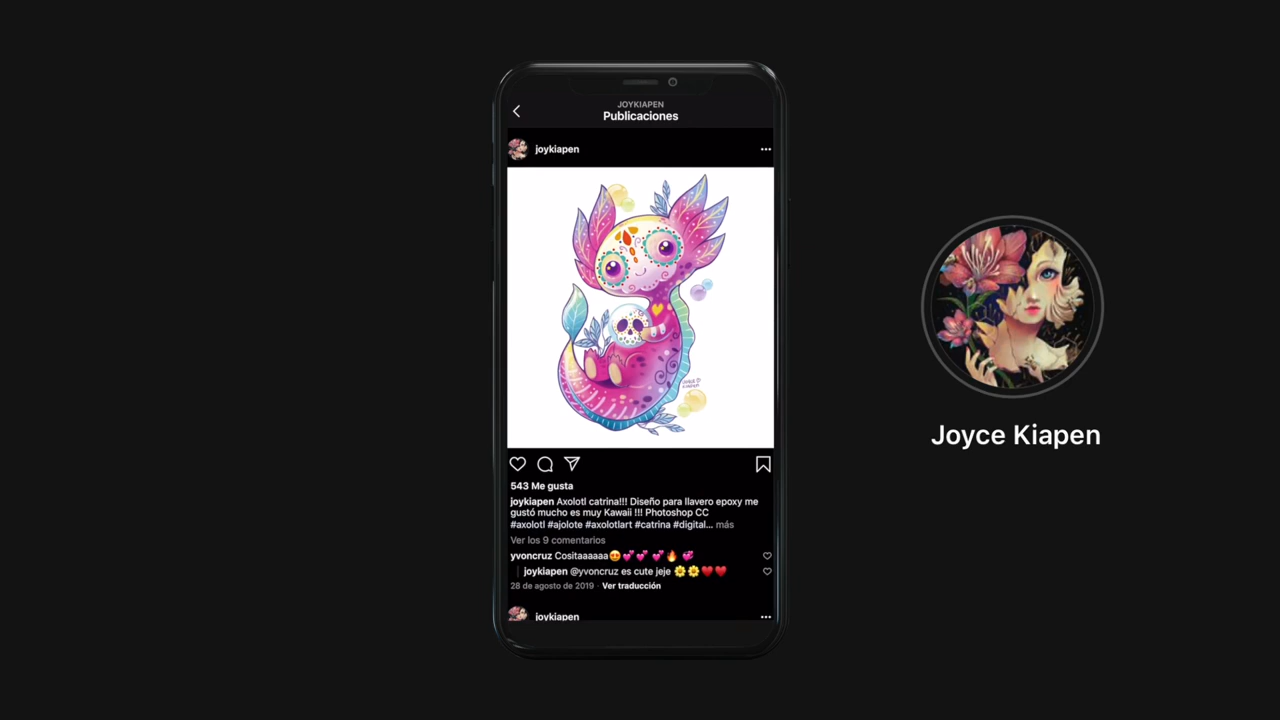 JOYKIAPEN
Publicaciones
joykiapen
543 Me gusta
joykiapen Axolotl catrina!!! Diseño para llavero epoxy me
gustó mucho es muy Kawaii !!! Photoshop CC
#axolotl #ajolote #axolotlart #catrina #digital... más
Ver los 9 comentarios
yvoncruz Cositaaaaaa😍💕💕 💕🔥 💞
joykiapen @yvoncruz es cute jeje 🌼🌼❤️❤️
28 de agosto de 2019 · Ver traducción
joykiapen
Joyce Kiapen